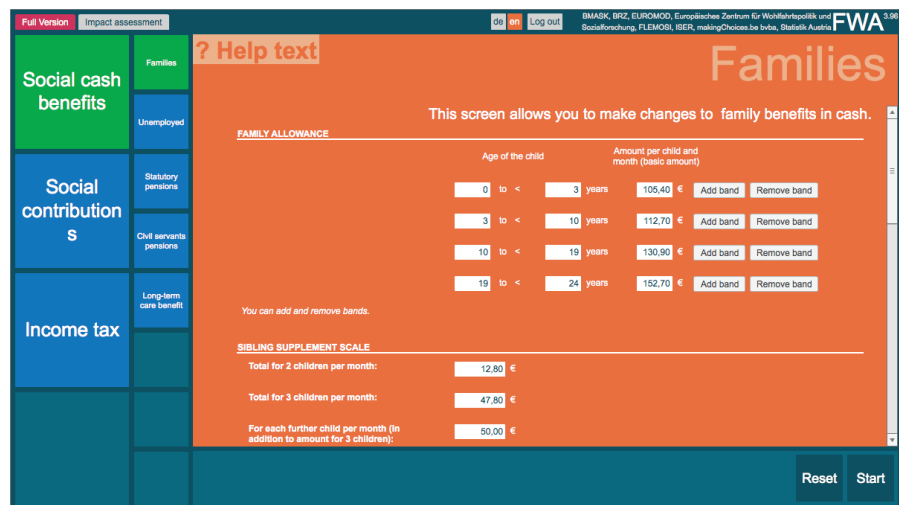 Full Version
Impact assessment
de
en
Log out
BMASK, BRZ, EUROMOD, Europäisches Zentrum für Wohlfahrtspolitik und
Sozialforschung, FLEMOSI, ISER, makingChoices.be bvba, Statistik Austria
FWA 3.96
Social cash
benefits
Social
contribution
s
Income tax
Families
Unemployed
Statutory
pensions
Civil servants
pensions
Long-term
care benefit
? Help text
Families
This screen allows you to make changes to family benefits in cash.
FAMILY ALLOWANCE
Age of the child
Amount per child and
month (basic amount)
0 to < 3 years 105,40 € Add band Remove band
3 to < 10 years 112,70 € Add band Remove band
10 to < 19 years 130,90 € Add band Remove band
19 to < 24 years 152,70 € Add band Remove band
You can add and remove bands.
SIBLING SUPPLEMENT SCALE
Total for 2 children per month: 12,80 €
Total for 3 children per month: 47,80 €
For each further child per month (in
addition to amount for 3 children): 50,00 €
Reset
Start